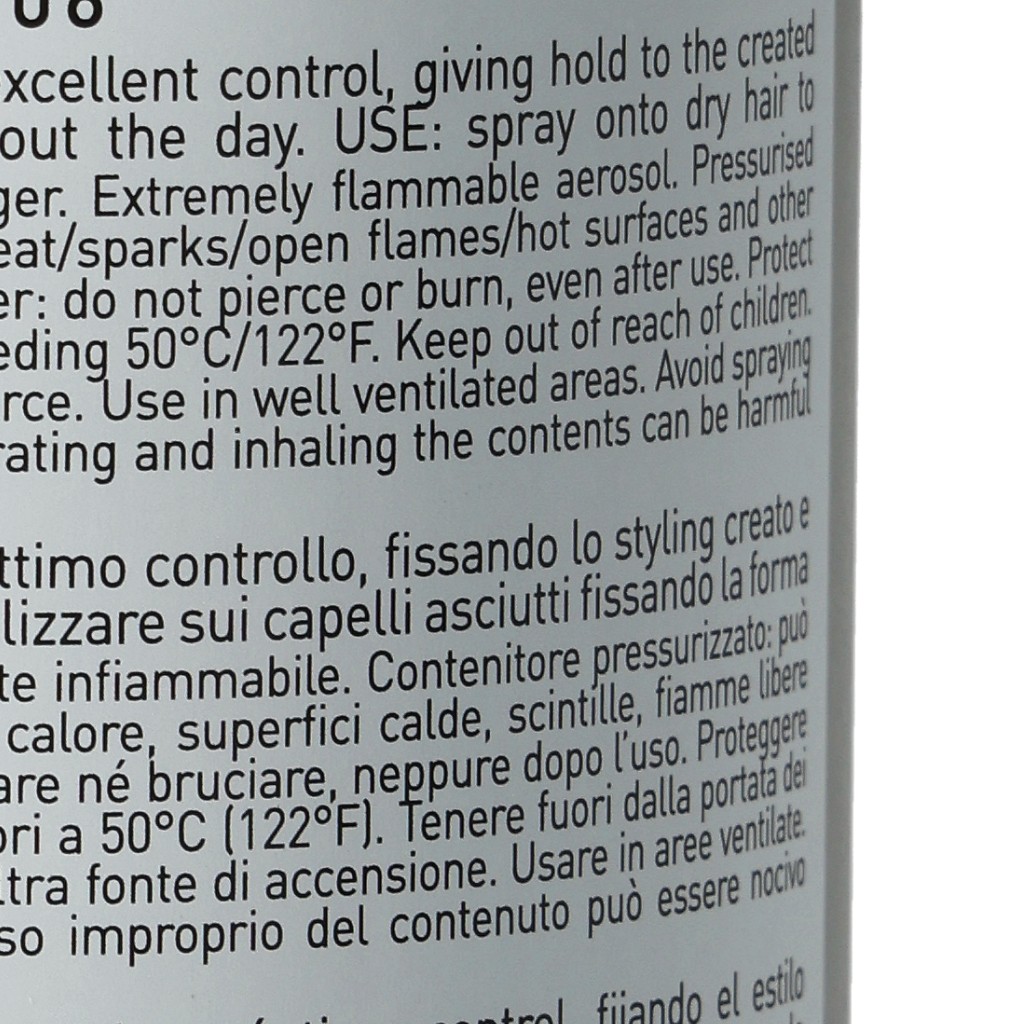 excellent control, giving hold to the created
out the day. USE: spray onto dry hair to
ger. Extremely flammable aerosol. Pressurised
eat/sparks/open flames/hot surfaces and other
er: do not pierce or burn, even after use. Protect
eding 50°C/122°F. Keep out of reach of children.
rce. Use in well ventilated areas. Avoid spraying
rating and inhaling the contents can be harmful
ttimo controllo, fissando lo styling creato e
lizzare sui capelli asciutti fissando la forma
te infiammabile. Contenitore pressurizzato: può
calore, superfici calde, scintille, fiamme libere
are né bruciare, neppure dopo l'uso. Proteggere
ori a 50°C (122°F). Tenere fuori dalla portata dei
ltra fonte di accensione. Usare in aree ventilate.
so improprio del contenuto può essere nocivo
control, fijando el estilo